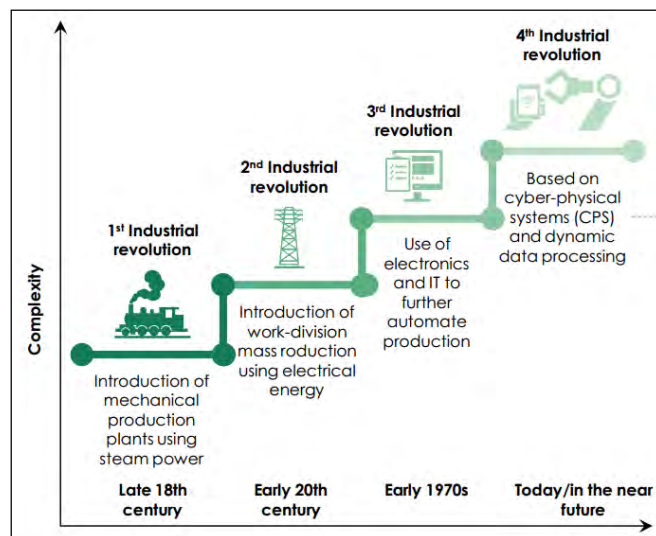 4th Industrial
revolution
3rd Industrial
revolution
2nd Industrial
revolution
1st Industrial
revolution
Complexity
Introduction of
mechanical
production
plants using
steam power
Introduction of
work-division
mass roduction
using electrical
energy
Use of
electronics
and IT to
further
automate
production
Based on
cyber-physical
systems (CPS)
and dynamic
data processing
Late 18th
century
Early 20th
century
Early 1970s
Today/in the near
future